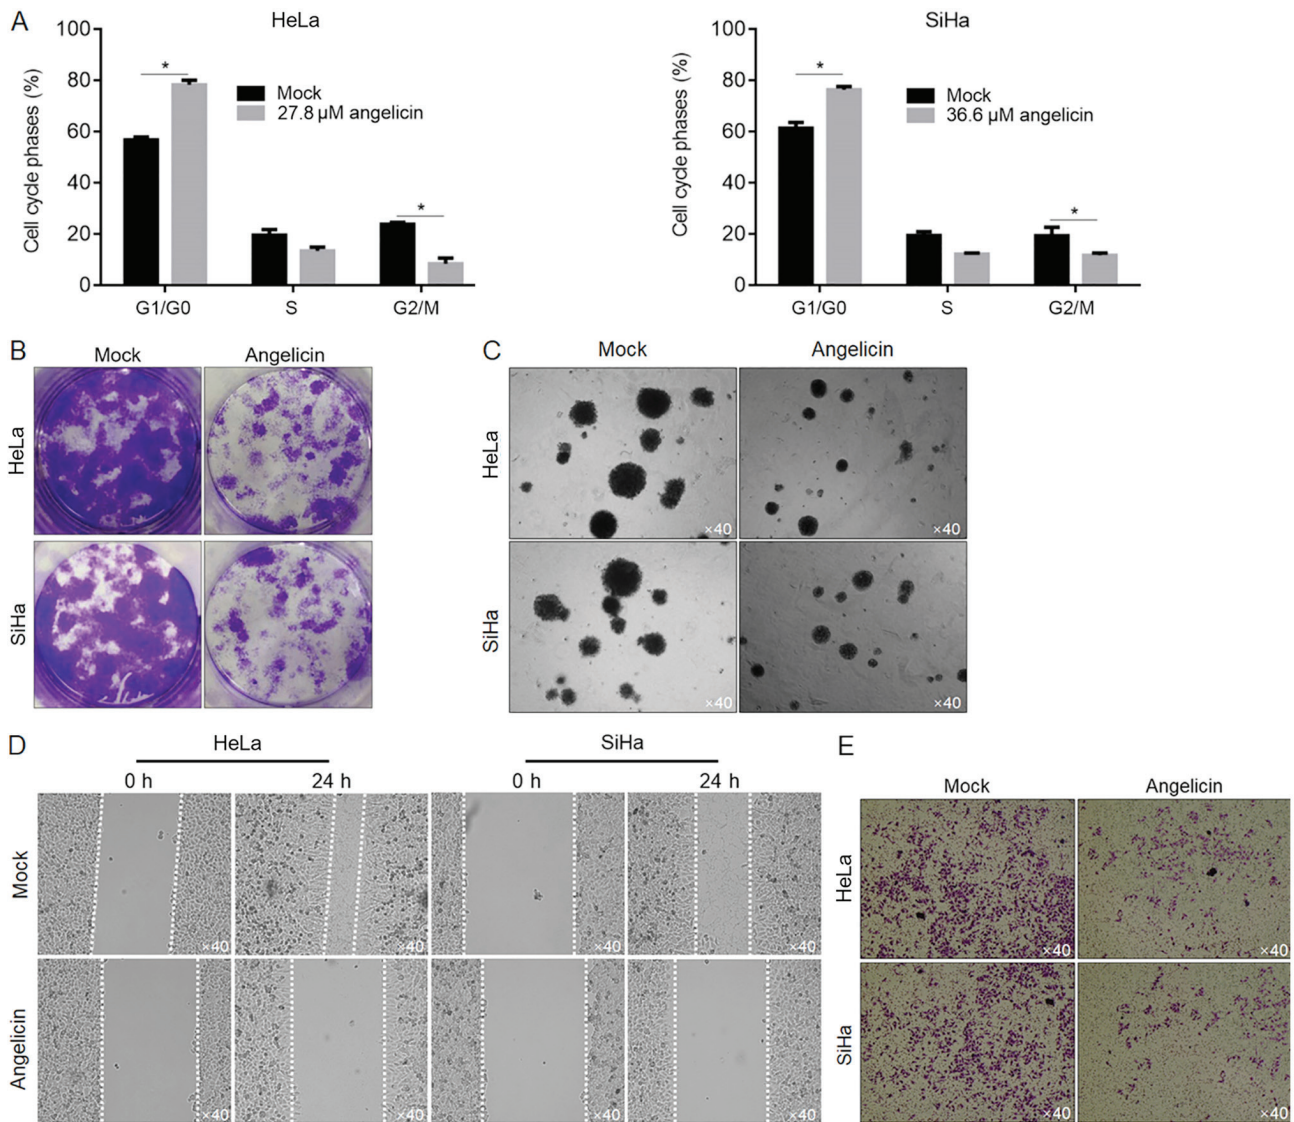 A
HeLa
Cell cycle phases (%)
100
80
60
40
20
0
*
*
Mock
27.8 µM angelicin
G1/G0 S G2/M
SiHa
Cell cycle phases (%)
100
80
60
40
20
0
*
*
Mock
36.6 µM angelicin
G1/G0 S G2/M
B
Mock Angelicin
HeLa
SiHa
C
Mock Angelicin
HeLa
×40 ×40
SiHa
×40 ×40
D
HeLa SiHa
0 h 24 h 0 h 24 h
Mock
×40 ×40 ×40 ×40
Angelicin
×40 ×40 ×40 ×40
E
Mock Angelicin
HeLa
×40 ×40
SiHa
×40 ×40